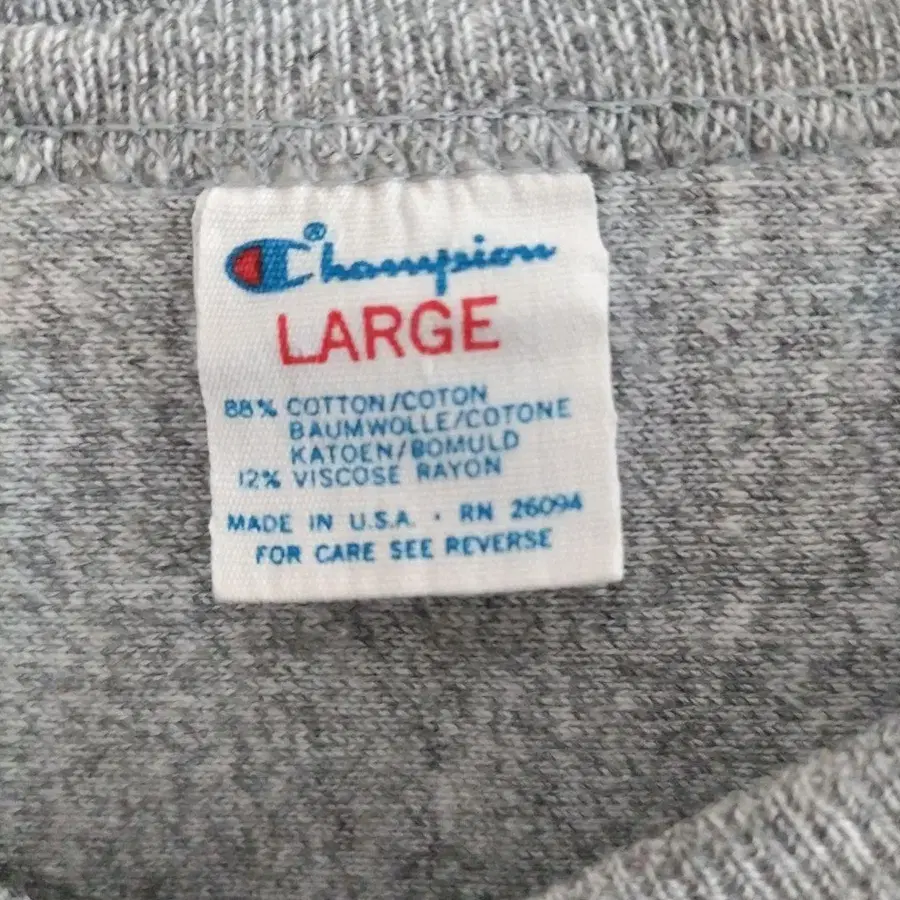 Champion®
LARGE
88% COTTON/COTON
BAUMWOLLE/COTONE
KATOEN/BOMULD
12% VISCOSE RAYON
MADE IN U.S.A. · RN 26094
FOR CARE SEE REVERSE